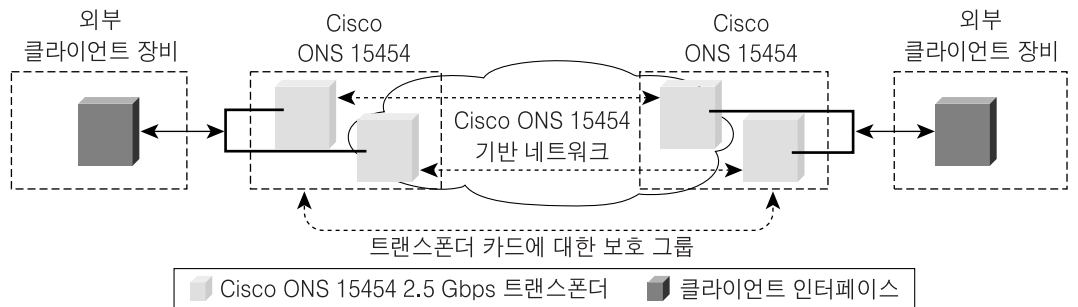 외부
클라이언트 장비
Cisco
ONS 15454
Cisco
ONS 15454
외부
클라이언트 장비
Cisco ONS 15454
기반 네트워크
트랜스폰더 카드에 대한 보호 그룹
Cisco ONS 15454 2.5 Gbps 트랜스폰더
클라이언트 인터페이스